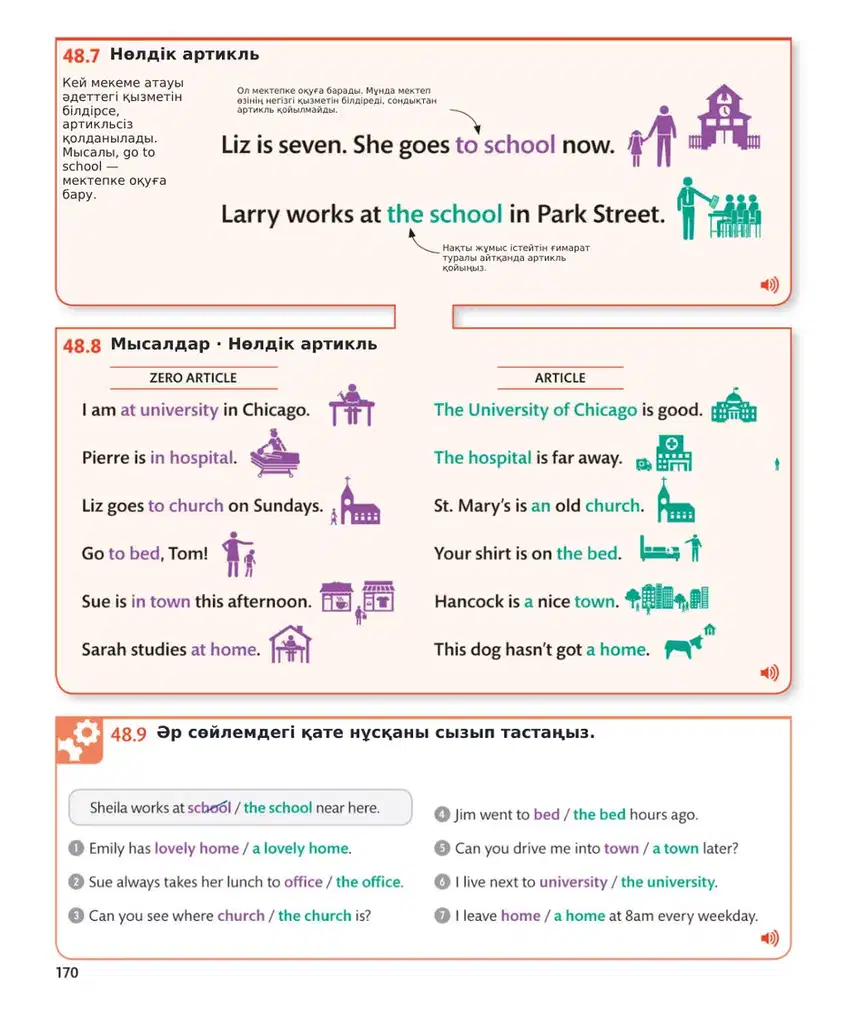 48.7 Нөлдік артикль
Кей мекеме атауы
әдеттегі қызметін
білдірсе,
артикльсіз
қолданылады.
Мысалы, go to
school —
мектепке оқуға
бару.
Ол мектепке оқуға барады. Мұнда мектеп
өзінің негізгі қызметін білдіреді, сондықтан
артикль қойылмайды.
Liz is seven. She goes to school now.
Larry works at the school in Park Street.
Нақты жұмыс істейтін ғимарат
туралы айтқанда артикль
қойыңыз.
48.8 Мысалдар · Нөлдік артикль
ZERO ARTICLE
I am at university in Chicago.
Pierre is in hospital.
Liz goes to church on Sundays.
Go to bed, Tom!
Sue is in town this afternoon.
Sarah studies at home.
ARTICLE
The University of Chicago is good.
The hospital is far away.
St. Mary's is an old church.
Your shirt is on the bed.
Hancock is a nice town.
This dog hasn't got a home.
48.9 Әр сөйлемдегі қате нұсқаны сызып тастаңыз.
Sheila works at school / the school near here.
1 Emily has lovely home / a lovely home.
2 Sue always takes her lunch to office / the office.
3 Can you see where church / the church is?
4 Jim went to bed / the bed hours ago.
5 Can you drive me into town / a town later?
6 I live next to university / the university.
7 I leave home / a home at 8am every weekday.
170